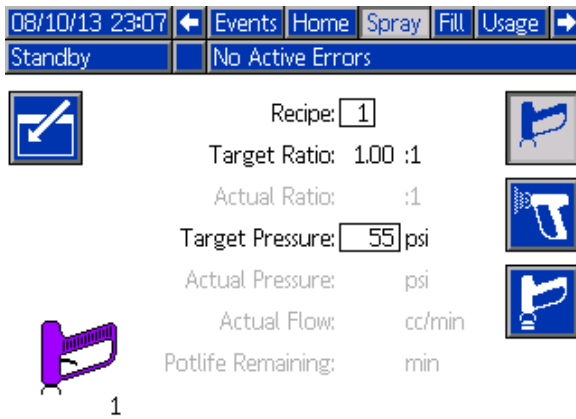 08/10/13 23:07 Events Home Spray Fill Usage
Standby No Active Errors
Recipe: 1
Target Ratio: 1.00 :1
Actual Ratio: :1
Target Pressure: 55 psi
Actual Pressure: psi
Actual Flow: cc/min
Potlife Remaining: min
1